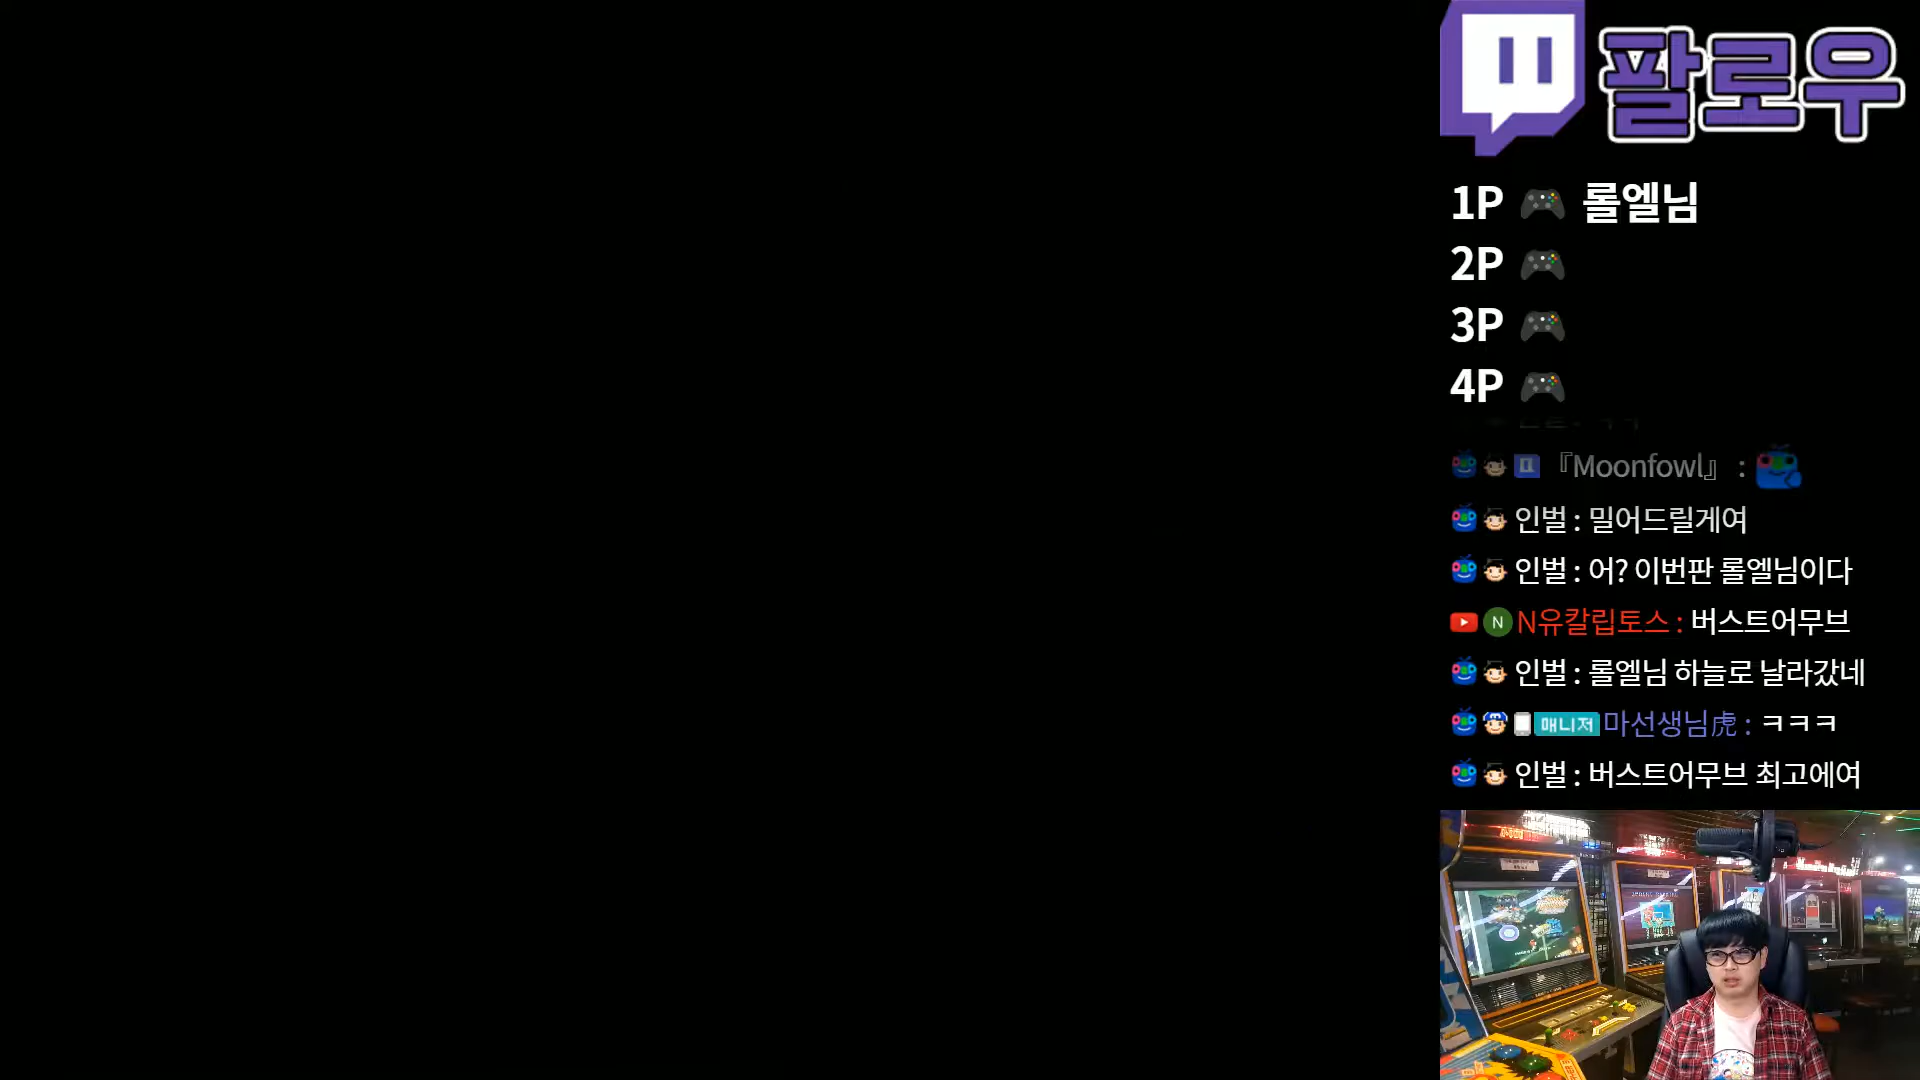 팔로우
1P 🎮 롤엘님
2P 🎮
3P 🎮
4P 🎮
『Moonfowl』 :
인벌 : 밀어드릴게여
인벌 : 어? 이번판 롤엘님이다
N N유칼립토스 : 버스트어무브
인벌 : 롤엘님 하늘로 날라갔네
매니저 마선생님虎 : ㅋㅋㅋ
인벌 : 버스트어무브 최고에여